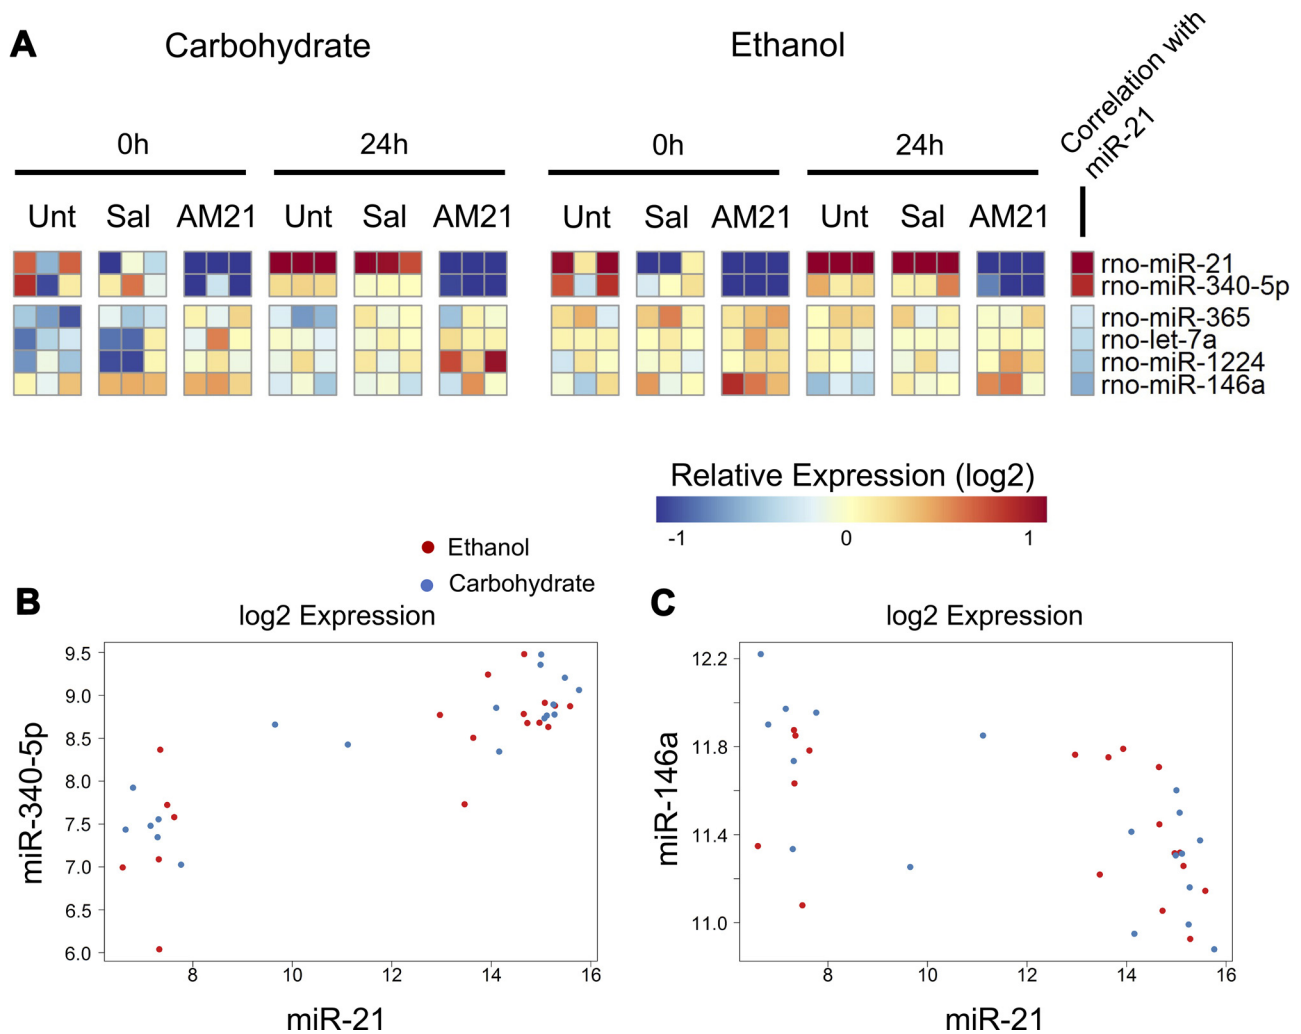 A
Carbohydrate
Ethanol
Correlation with
miR-21
0h
24h
0h
24h
Unt Sal AM21 Unt Sal AM21 Unt Sal AM21 Unt Sal AM21
rno-miR-21
rno-miR-340-5p
rno-miR-365
rno-let-7a
rno-miR-1224
rno-miR-146a
Relative Expression (log2)
-1 0 1
Ethanol
Carbohydrate
B
log2 Expression
miR-340-5p
9.5
9.0
8.5
8.0
7.5
7.0
6.5
6.0
8 10 12 14 16
miR-21
C
log2 Expression
miR-146a
12.2
11.8
11.4
11.0
8 10 12 14 16
miR-21